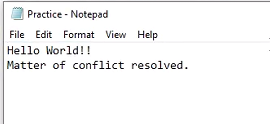 Practice - Notepad
File Edit Format View Help
Hello World!!
Matter of conflict resolved.